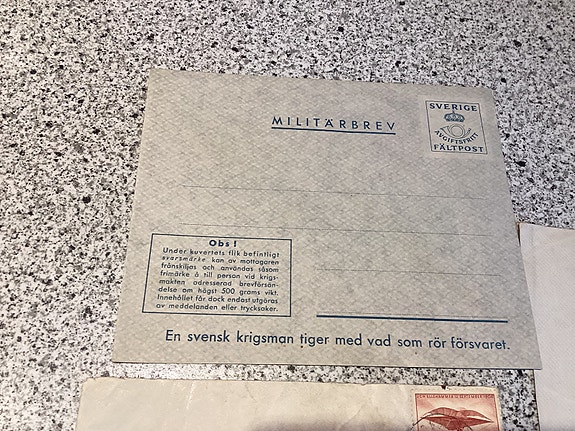 MILITÄRBREV
SVERIGE
AVGIFTSFRITT
FÄLTPOST
Obs!
Under kuvertets flik befintligt
svarsmärke kan av mottagaren
frånskiljas och användas såsom
frimärke å till person vid krigs-
makten adresserad brevförsän-
delse om högst 500 grams vikt.
Innehållet får dock endast utgöras
av meddelanden eller trycksaker.
En svensk krigsman tiger med vad som rör försvaret.